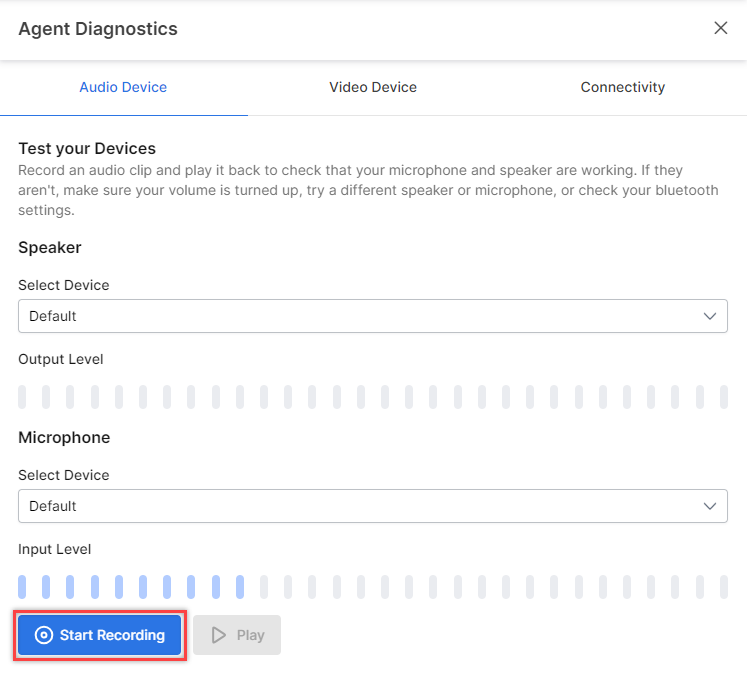 Agent Diagnostics
Audio Device
Video Device
Connectivity
Test your Devices
Record an audio clip and play it back to check that your microphone and speaker are working. If they
aren't, make sure your volume is turned up, try a different speaker or microphone, or check your bluetooth
settings.
Speaker
Select Device
Default
Output Level
Microphone
Select Device
Default
Input Level
Start Recording
Play